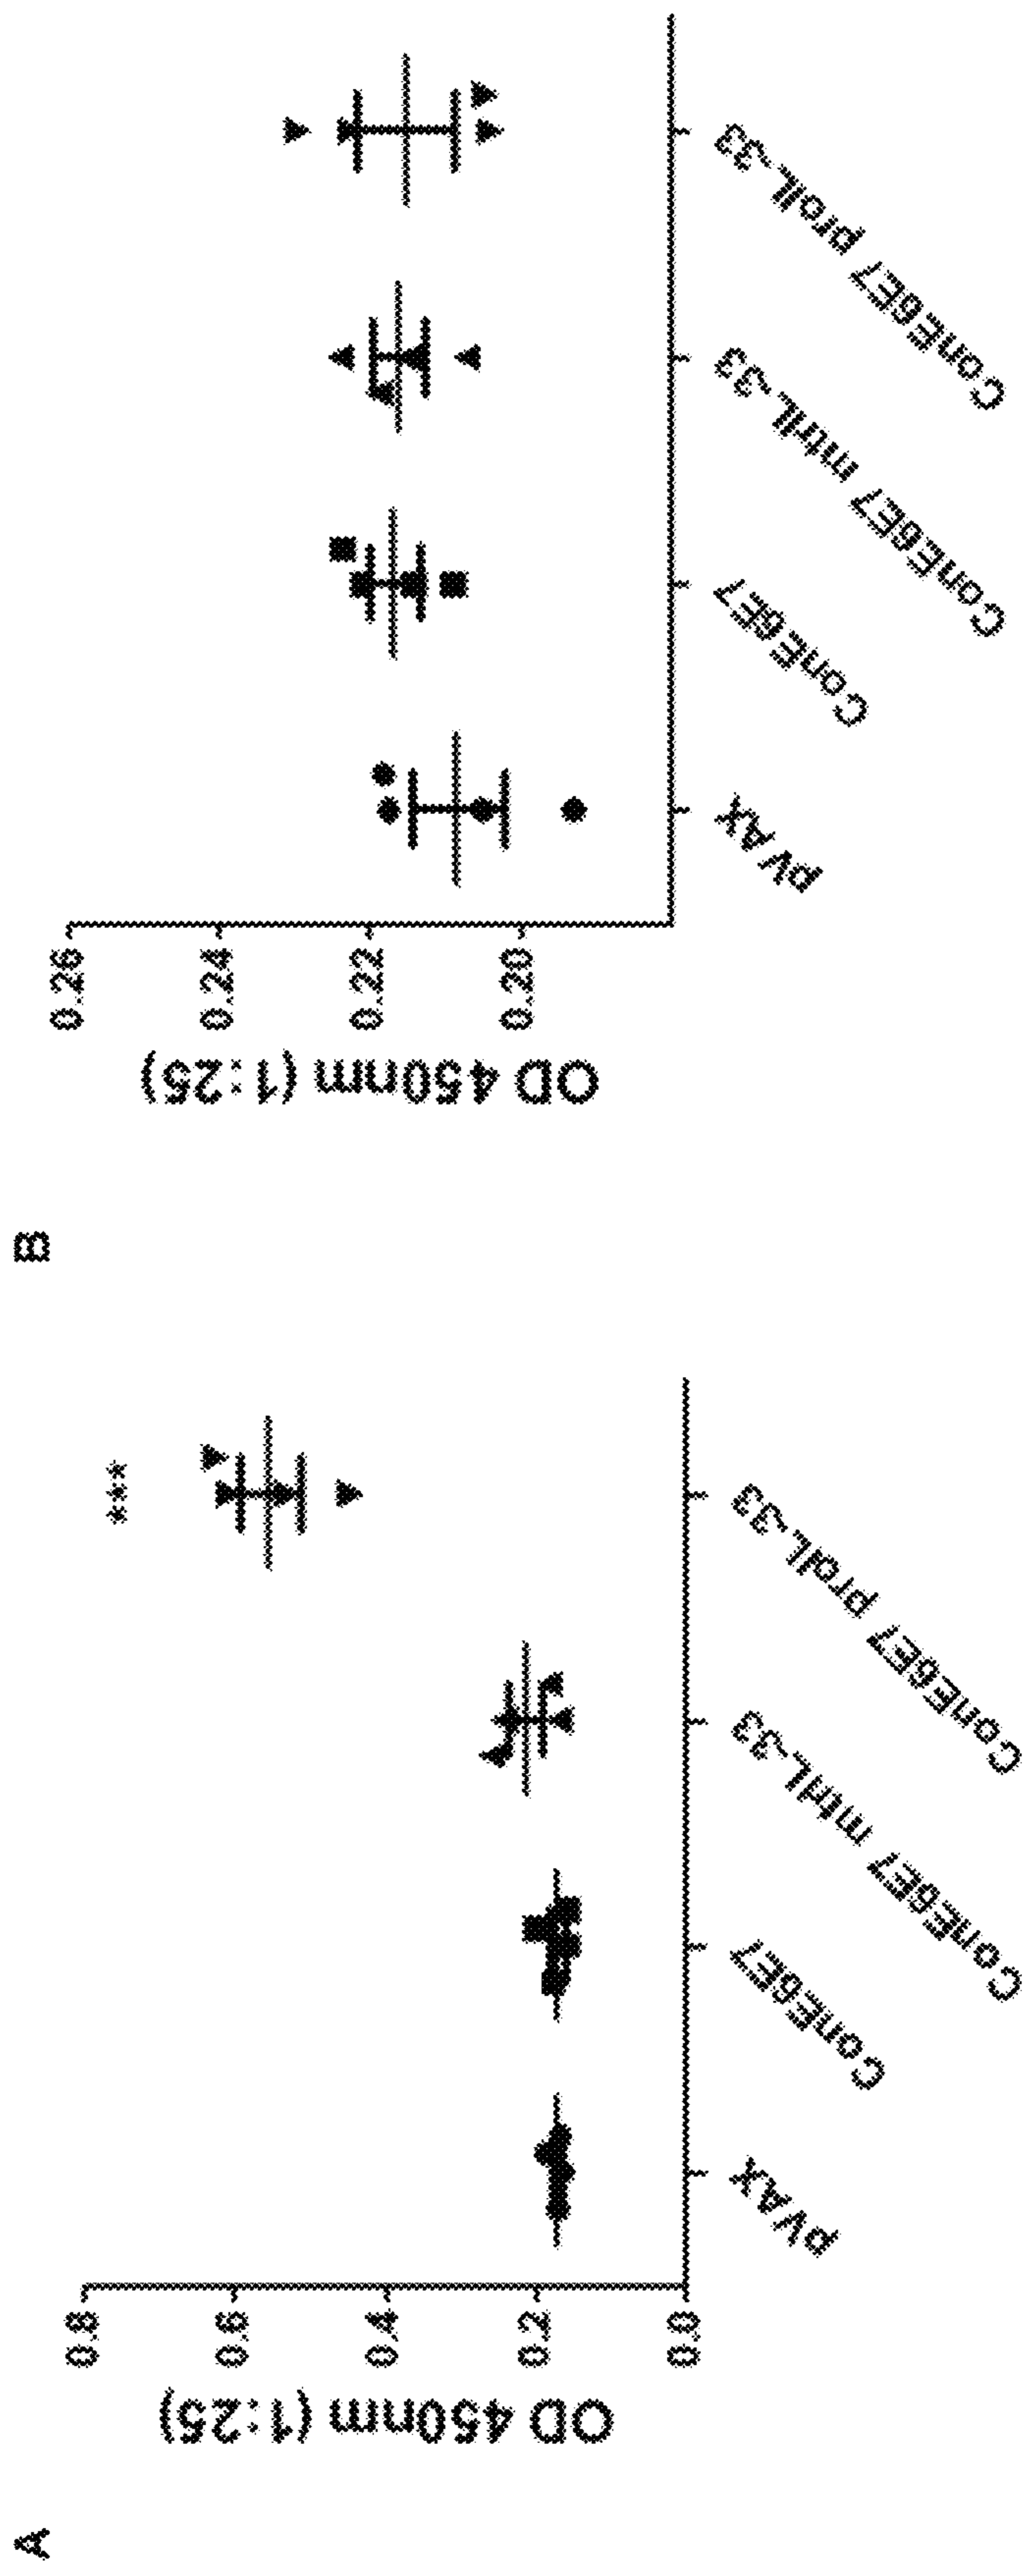 A
OD 450nm (1:25)
0.8
0.6
0.4
0.2
0.0
***
pVAX
ConE6E7
ConE6E7 mtrIL-33
ConE6E7 proIL-33
B
OD 450nm (1:25)
0.26
0.24
0.22
0.20
pVAX
ConE6E7
ConE6E7 mtrIL-33
ConE6E7 proIL-33